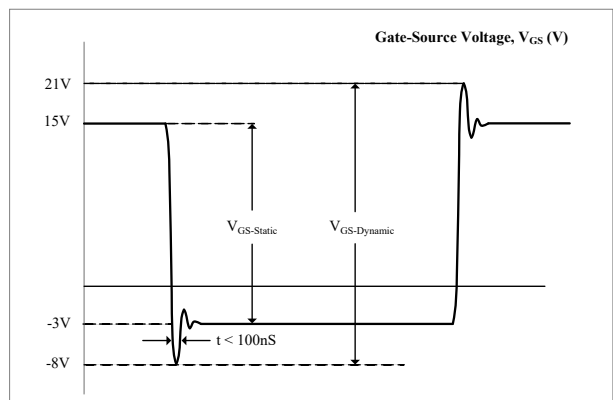 Gate-Source Voltage, VGS (V)
21V
15V
VGS-Static
VGS-Dynamic
-3V
t < 100nS
-8V